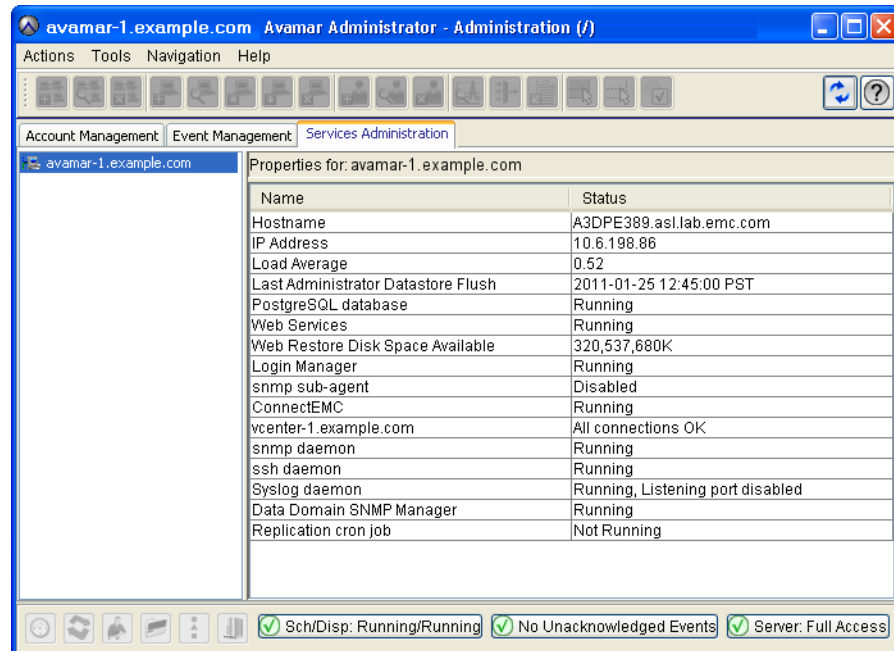 avamar-1.example.com Avamar Administrator - Administration (/)
Actions Tools Navigation Help
Account Management Event Management Services Administration
avamar-1.example.com
Properties for: avamar-1.example.com
Name Status
Hostname A3DPE389.asl.lab.emc.com
IP Address 10.6.198.86
Load Average 0.52
Last Administrator Datastore Flush 2011-01-25 12:45:00 PST
PostgreSQL database Running
Web Services Running
Web Restore Disk Space Available 320,537,680K
Login Manager Running
snmp sub-agent Disabled
ConnectEMC Running
vcenter-1.example.com All connections OK
snmp daemon Running
ssh daemon Running
Syslog daemon Running, Listening port disabled
Data Domain SNMP Manager Running
Replication cron job Not Running
Sch/Disp: Running/Running No Unacknowledged Events Server: Full Access